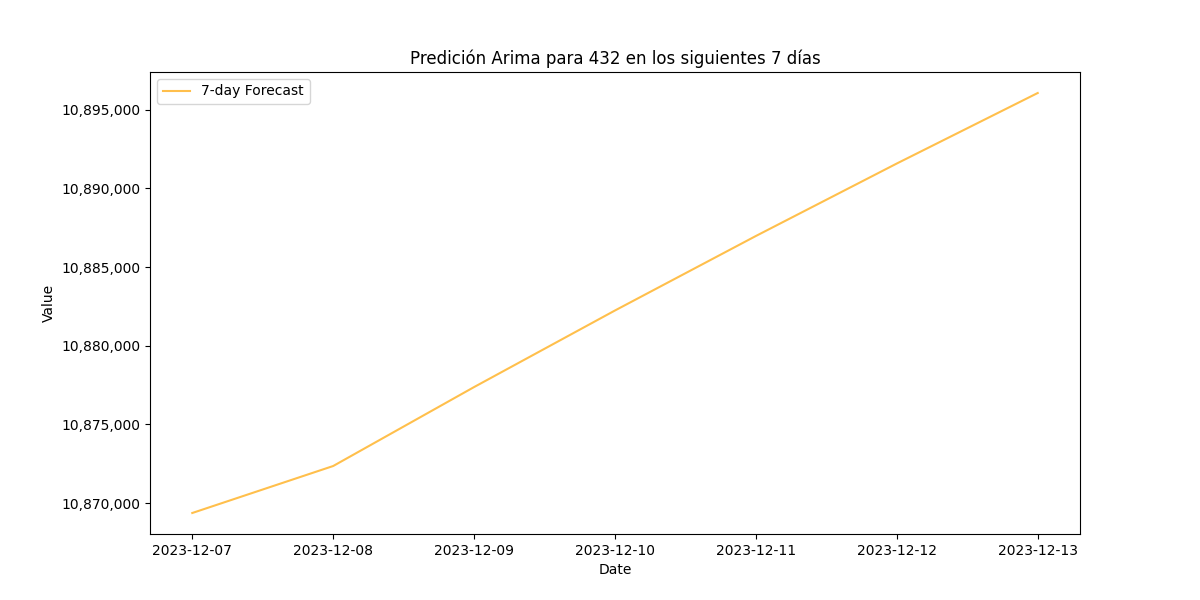 Predición Arima para 432 en los siguientes 7 días
7-day Forecast
10,895,000
10,890,000
10,885,000
10,880,000
10,875,000
10,870,000
Value
2023-12-07 2023-12-08 2023-12-09 2023-12-10 2023-12-11 2023-12-12 2023-12-13
Date